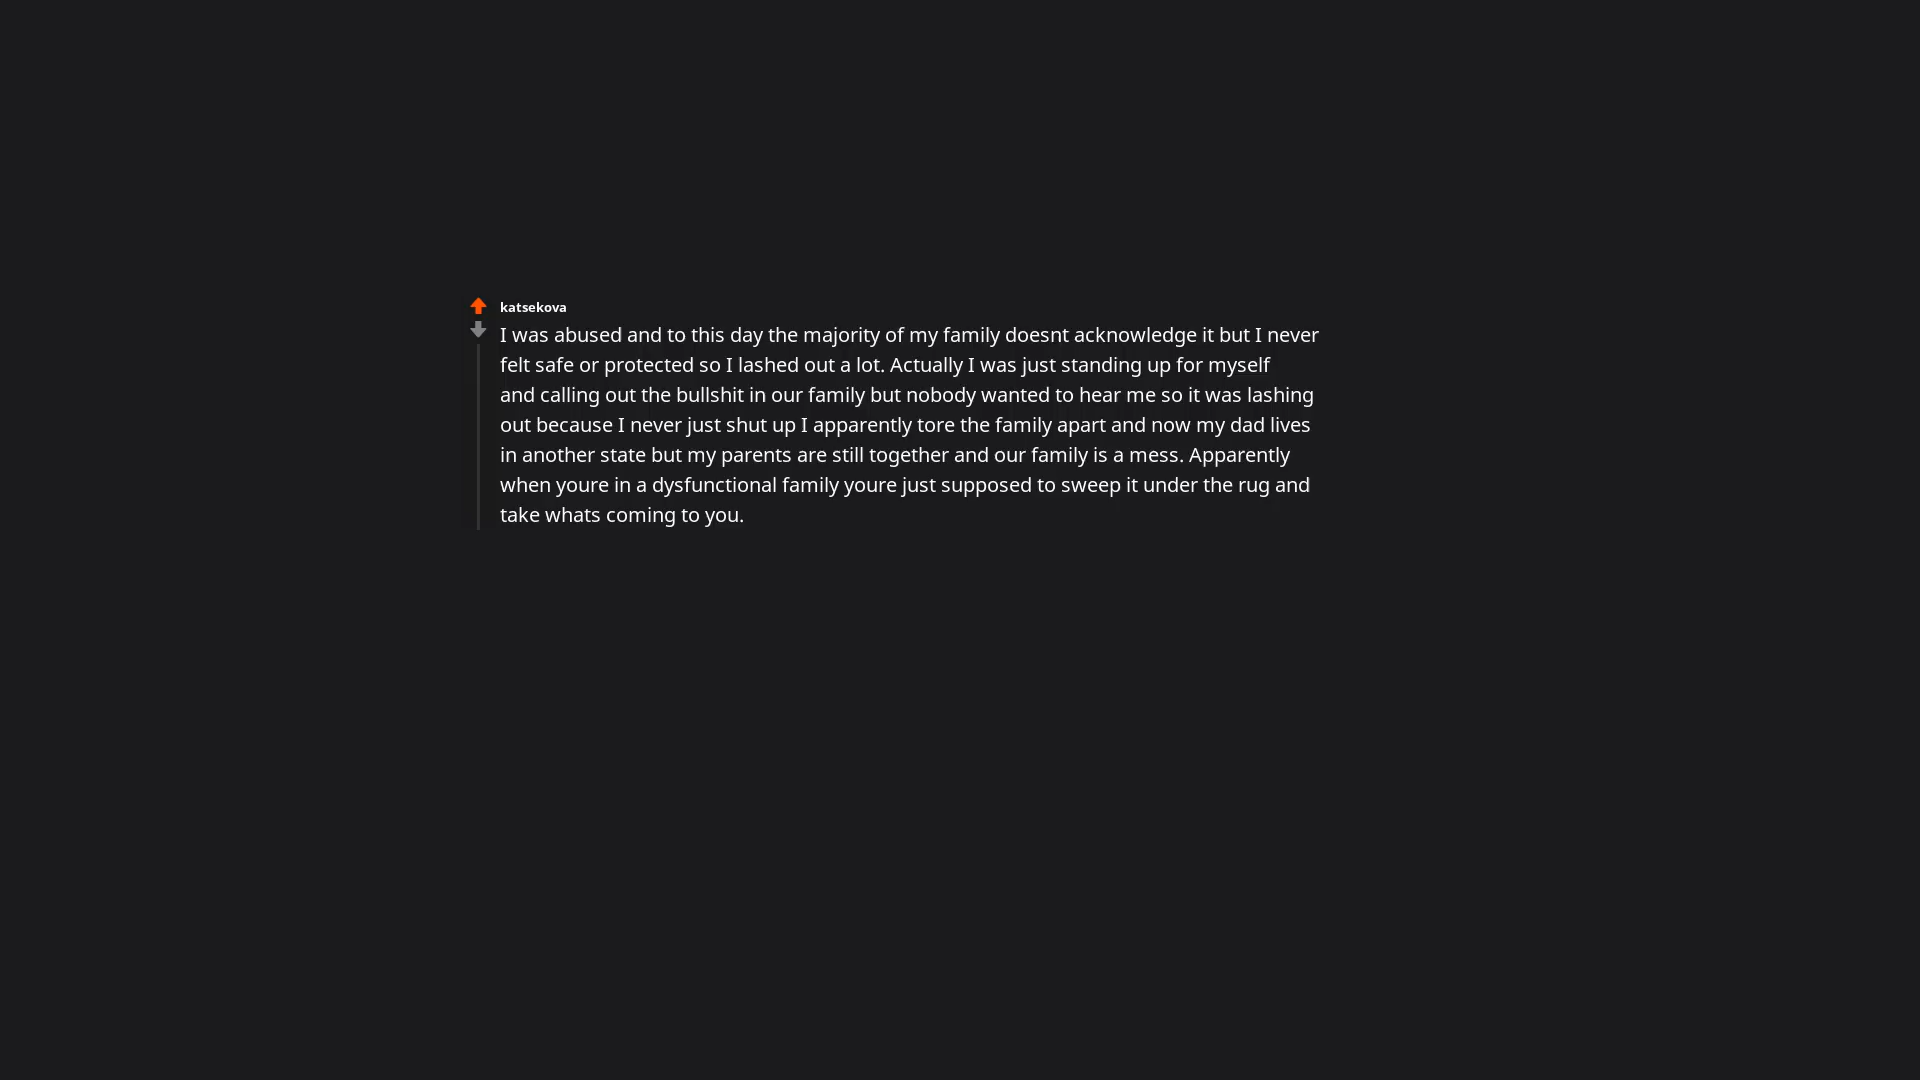 katsekova
I was abused and to this day the majority of my family doesnt acknowledge it but I never
felt safe or protected so I lashed out a lot. Actually I was just standing up for myself
and calling out the bullshit in our family but nobody wanted to hear me so it was lashing
out because I never just shut up I apparently tore the family apart and now my dad lives
in another state but my parents are still together and our family is a mess. Apparently
when youre in a dysfunctional family youre just supposed to sweep it under the rug and
take whats coming to you.